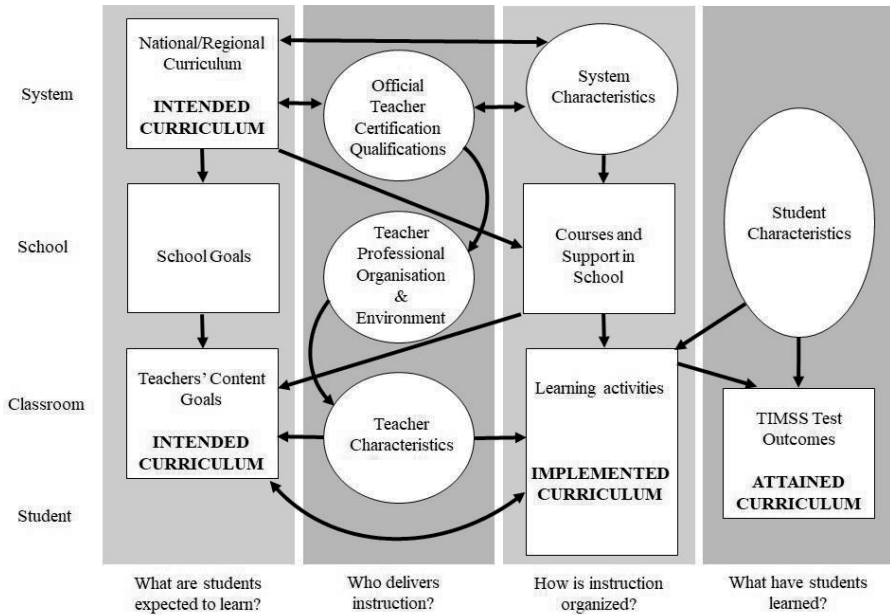 System
School
Classroom
Student
National/Regional
Curriculum
INTENDED
CURRICULUM
School Goals
Teachers' Content
Goals
INTENDED
CURRICULUM
What are students
expected to learn?
Official
Teacher
Certification
Qualifications
Teacher
Professional
Organisation
&
Environment
Teacher
Characteristics
Who delivers
instruction?
System
Characteristics
Courses and
Support in
School
Learning activities
IMPLEMENTED
CURRICULUM
How is instruction
organized?
Student
Characteristics
TIMSS Test
Outcomes
ATTAINED
CURRICULUM
What have students
learned?